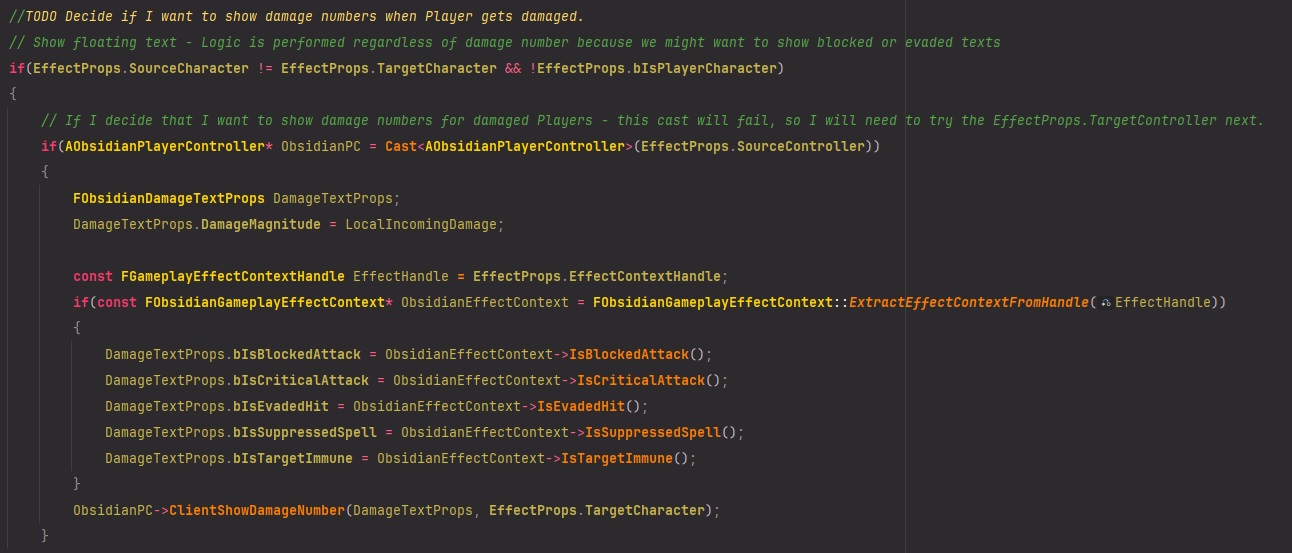 //TODO Decide if I want to show damage numbers when Player gets damaged.
// Show floating text - Logic is performed regardless of damage number because we might want to show blocked or evaded texts
if(EffectProps.SourceCharacter != EffectProps.TargetCharacter && !EffectProps.bIsPlayerCharacter)
{
    // If I decide that I want to show damage numbers for damaged Players - this cast will fail, so I will need to try the EffectProps.TargetController next.
    if(AObsidianPlayerController* ObsidianPC = Cast<AObsidianPlayerController>(EffectProps.SourceController))
    {
        FObsidianDamageTextProps DamageTextProps;
        DamageTextProps.DamageMagnitude = LocalIncomingDamage;

        const FGameplayEffectContextHandle EffectHandle = EffectProps.EffectContextHandle;
        if(const FObsidianGameplayEffectContext* ObsidianEffectContext = FObsidianGameplayEffectContext::ExtractEffectContextFromHandle(EffectHandle))
        {
            DamageTextProps.bIsBlockedAttack = ObsidianEffectContext->IsBlockedAttack();
            DamageTextProps.bIsCriticalAttack = ObsidianEffectContext->IsCriticalAttack();
            DamageTextProps.bIsEvadedHit = ObsidianEffectContext->IsEvadedHit();
            DamageTextProps.bIsSuppressedSpell = ObsidianEffectContext->IsSuppressedSpell();
            DamageTextProps.bIsTargetImmune = ObsidianEffectContext->IsTargetImmune();
        }
        ObsidianPC->ClientShowDamageNumber(DamageTextProps, EffectProps.TargetCharacter);
    }